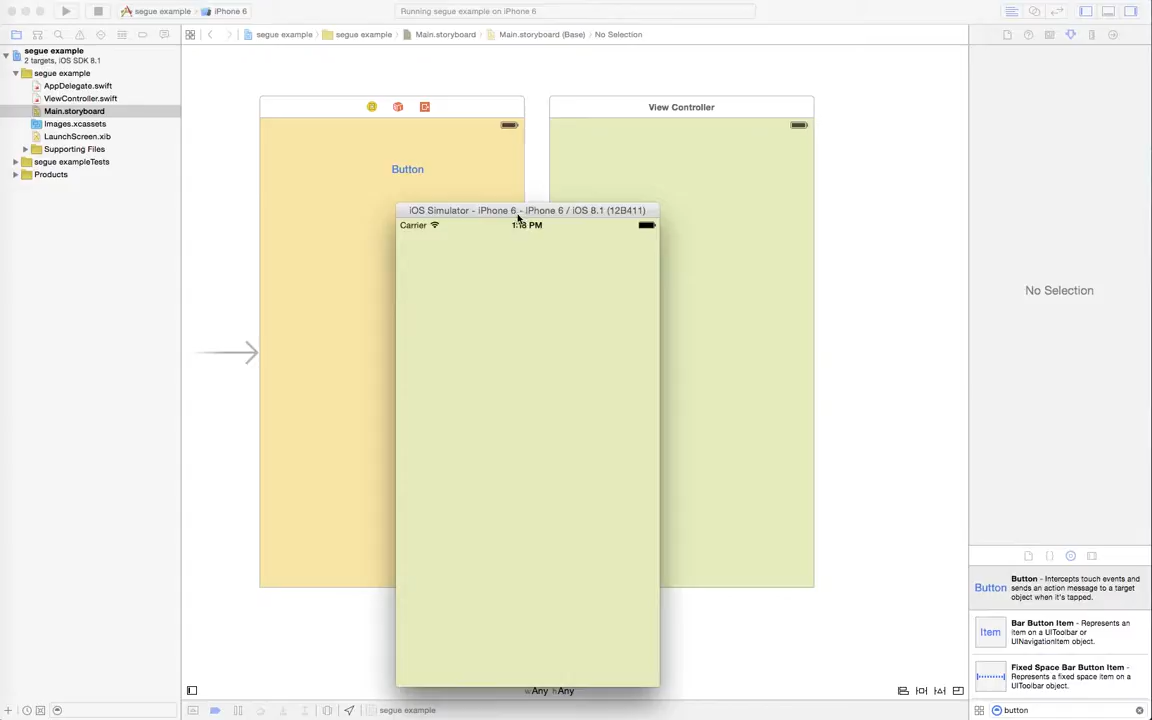 segue example
iPhone 6
Running segue example on iPhone 6
segue example
segue example
Main.storyboard
Main.storyboard (Base)
No Selection
segue example
2 targets, iOS SDK 8.1
segue example
AppDelegate.swift
ViewController.swift
Main.storyboard
Images.xcassets
LaunchScreen.xib
Supporting Files
segue exampleTests
Products
View Controller
Button
iOS Simulator - iPhone 6 - iPhone 6 / iOS 8.1 (12B411)
Carrier
1:18 PM
No Selection
Button
Button - Intercepts touch events and
sends an action message to a target
object when it's tapped.
Item
Bar Button Item - Represents an
item on a UIToolbar or
UINavigationItem object.
Fixed Space Bar Button Item -
Represents a fixed space item on a
UIToolbar object.
wAny hAny
segue example
button